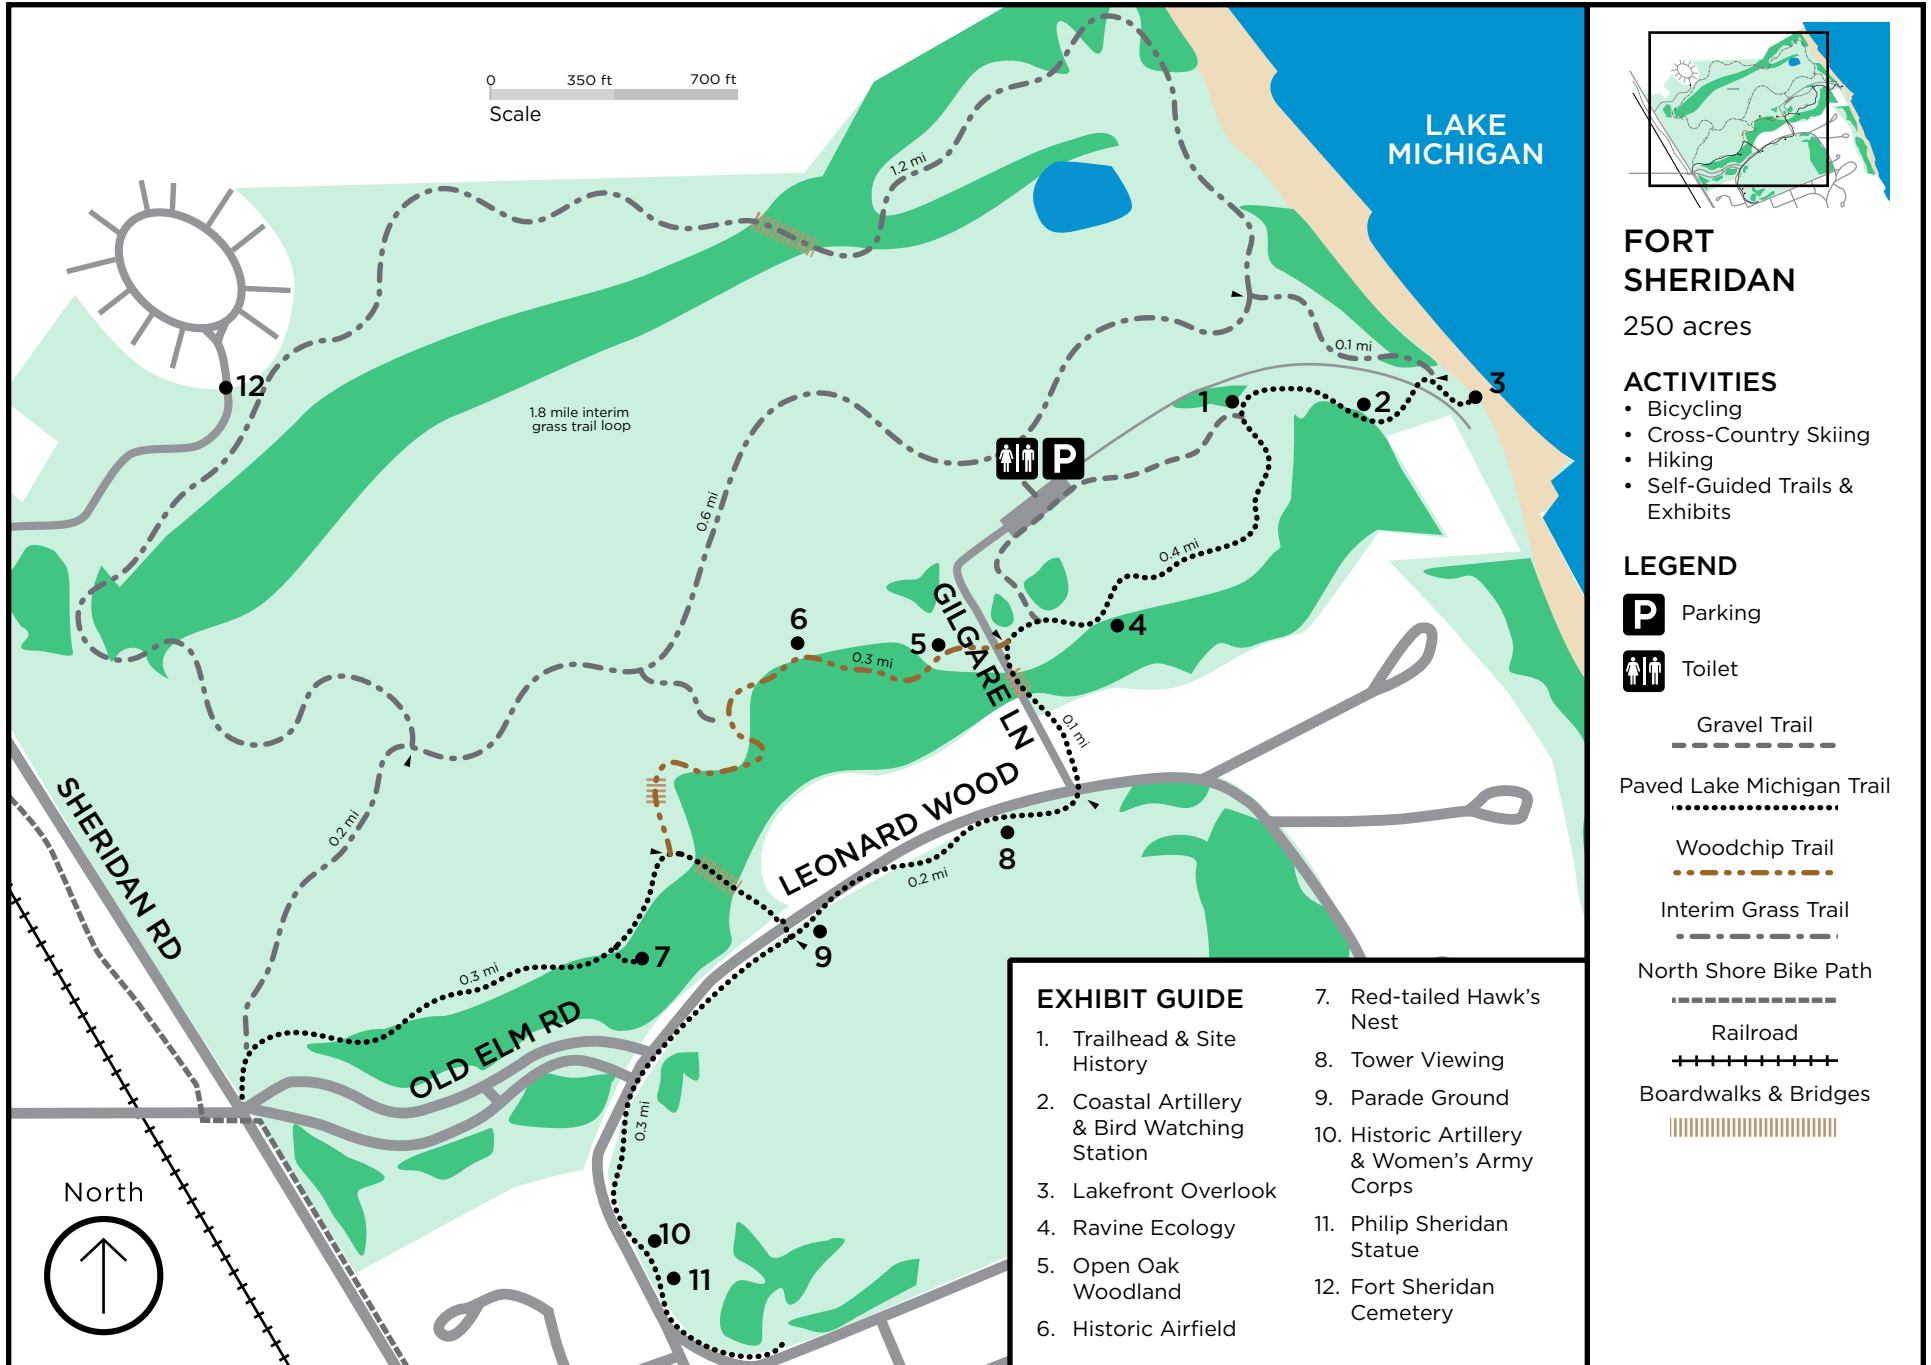 0 350 ft 700 ft
Scale
LAKE
MICHIGAN
1.2 mi
0.1 mi
12
1.8 mile interim
grass trail loop
1
2
3
P
0.6 mi
0.4 mi
GILGARE LN
6
5
4
0.3 mi
0.1 mi
SHERIDAN RD
LEONARD WOOD
0.2 mi
8
0.2 mi
9
7
0.3 mi
OLD ELM RD
0.3 mi
North
10
11
EXHIBIT GUIDE
1. Trailhead & Site
History
2. Coastal Artillery
& Bird Watching
Station
3. Lakefront Overlook
4. Ravine Ecology
5. Open Oak
Woodland
6. Historic Airfield
7. Red-tailed Hawk's
Nest
8. Tower Viewing
9. Parade Ground
10. Historic Artillery
& Women's Army
Corps
11. Philip Sheridan
Statue
12. Fort Sheridan
Cemetery
FORT
SHERIDAN
250 acres
ACTIVITIES
• Bicycling
• Cross-Country Skiing
• Hiking
• Self-Guided Trails &
Exhibits
LEGEND
P Parking
Toilet
Gravel Trail
Paved Lake Michigan Trail
Woodchip Trail
Interim Grass Trail
North Shore Bike Path
Railroad
Boardwalks & Bridges